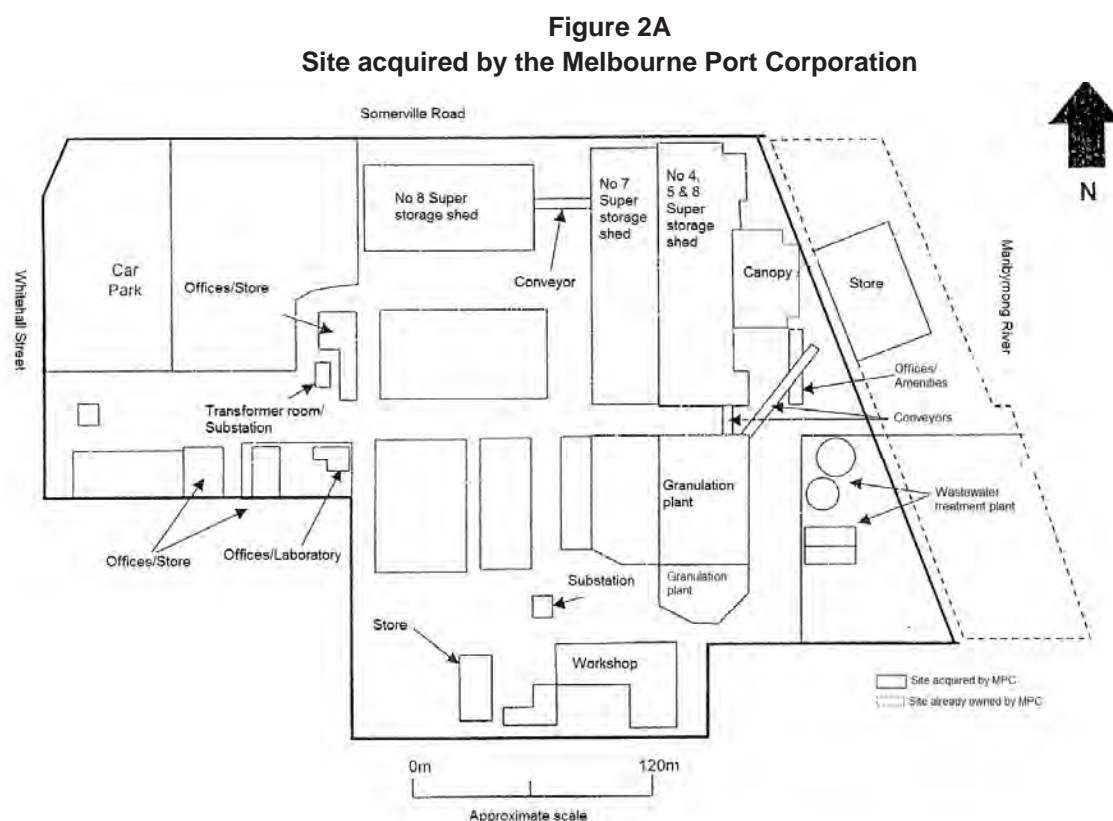 Figure 2A
Site acquired by the Melbourne Port Corporation
Somerville Road
N
No 8 Super
storage shed
No 7
Super
storage
shed
No 4,
5 & 8
Super
storage
shed
Car
Park
Offices/Store
Conveyor
Canopy
Store
Whitehall Street
Maribyrnong River
Offices/
Amenities
Transformer room/
Substation
Conveyors
Granulation
plant
Wastewater
treatment plant
Offices/Store
Offices/Laboratory
Substation
Granulation
plant
Store
Workshop
Site acquired by MPC
Site already owned by MPC
0m
120m
Approximate scale